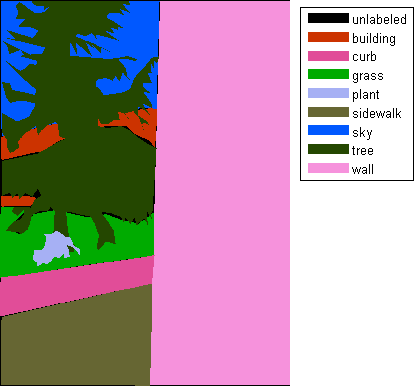 unlabeled
building
curb
grass
plant
sidewalk
sky
tree
wall